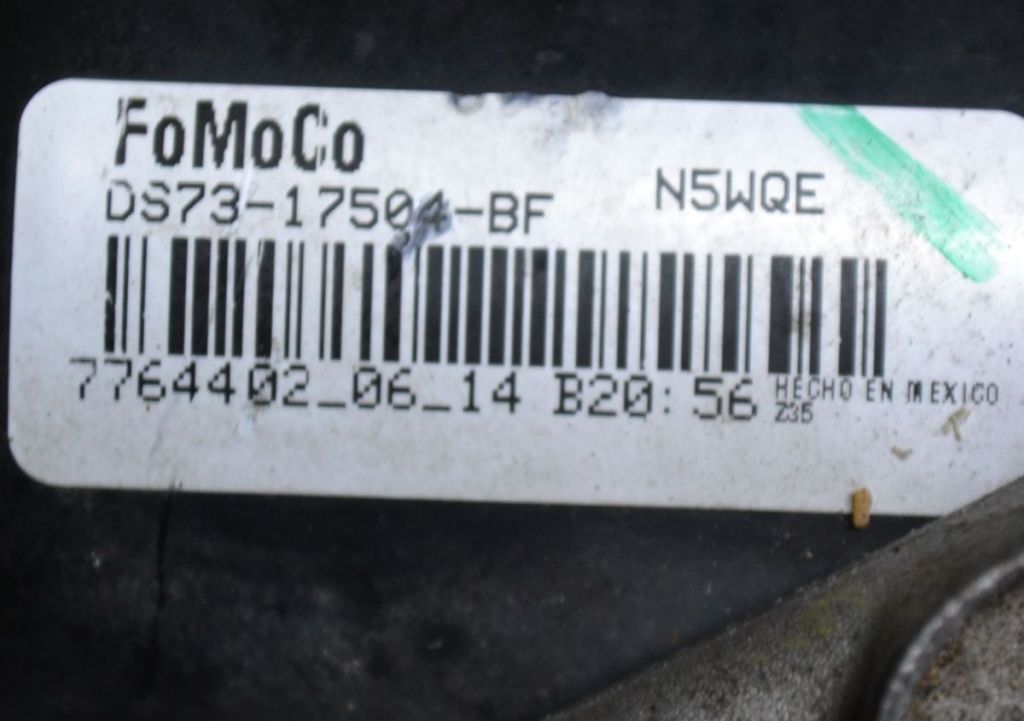 FoMoCo
DS73-17504-BF N5WQE
7764402_06_14 B20:56 HECHO EN MEXICO
Z35